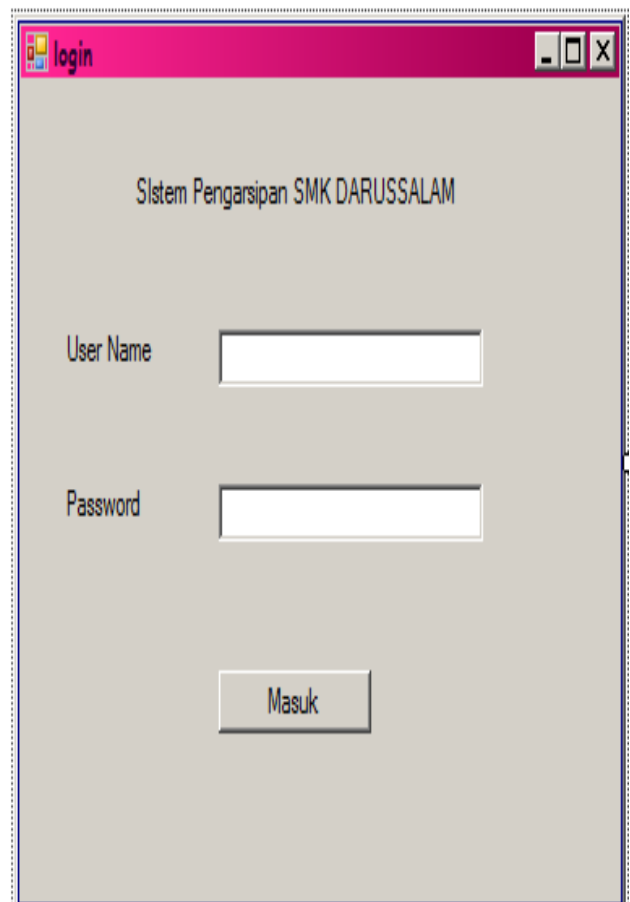 login
SIstem Pengarsipan SMK DARUSSALAM
User Name
Password
Masuk